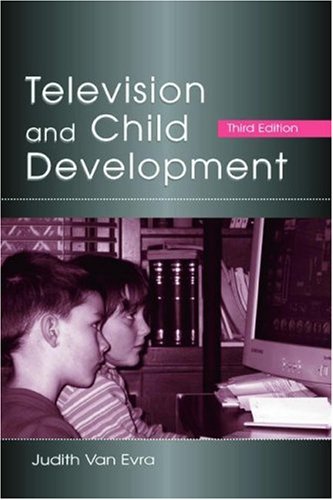 Television
and Child
Development
Third Edition
Judith Van Evra